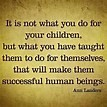 It is not what you do for
your children,
but what you have taught
them to do for themselves,
that will make them
successful human beings.
Ann Landers